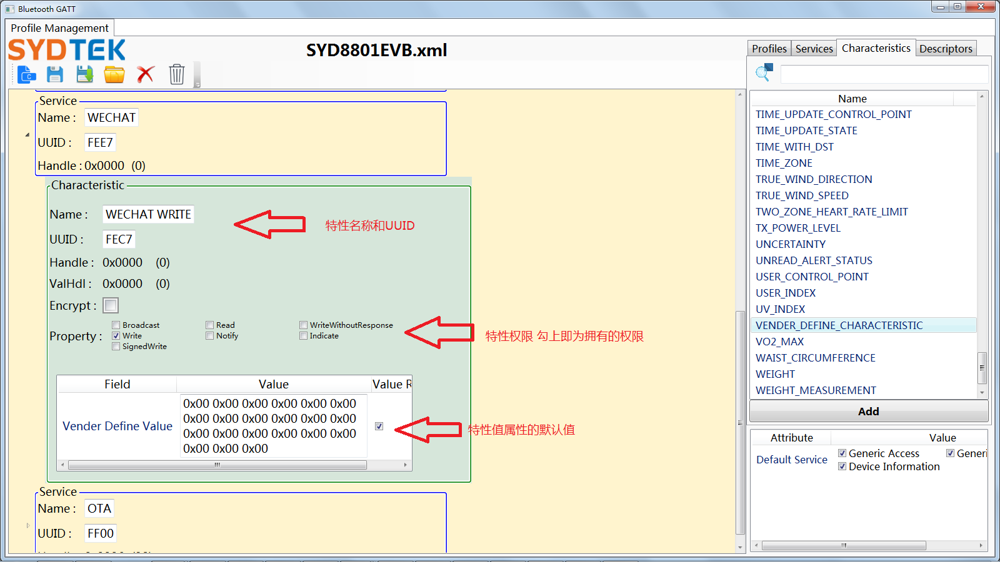 Bluetooth GATT
Profile Management
SYDTEK
SYD8801EVB.xml
Service
Name : WECHAT
UUID : FEE7
Handle : 0x0000 (0)
Characteristic
Name : WECHAT WRITE
特性名称和UUID
UUID : FEC7
Handle : 0x0000 (0)
ValHdl : 0x0000 (0)
Encrypt :
Property :
Broadcast Read WriteWithoutResponse
Write Notify Indicate
SignedWrite
特性权限 勾上即为拥有的权限
Field Value Value R
Vender Define Value
0x00 0x00 0x00 0x00 0x00 0x00
0x00 0x00 0x00 0x00 0x00 0x00
0x00 0x00 0x00 0x00 0x00 0x00
0x00 0x00 0x00
特性值属性的默认值
Service
Name : OTA
UUID : FF00
Profiles Services Characteristics Descriptors
Name
TIME_UPDATE_CONTROL_POINT
TIME_UPDATE_STATE
TIME_WITH_DST
TIME_ZONE
TRUE_WIND_DIRECTION
TRUE_WIND_SPEED
TWO_ZONE_HEART_RATE_LIMIT
TX_POWER_LEVEL
UNCERTAINTY
UNREAD_ALERT_STATUS
USER_CONTROL_POINT
USER_INDEX
UV_INDEX
VENDER_DEFINE_CHARACTERISTIC
VO2_MAX
WAIST_CIRCUMFERENCE
WEIGHT
WEIGHT_MEASUREMENT
Add
Attribute Value
Default Service
Generic Access Generi
Device Information